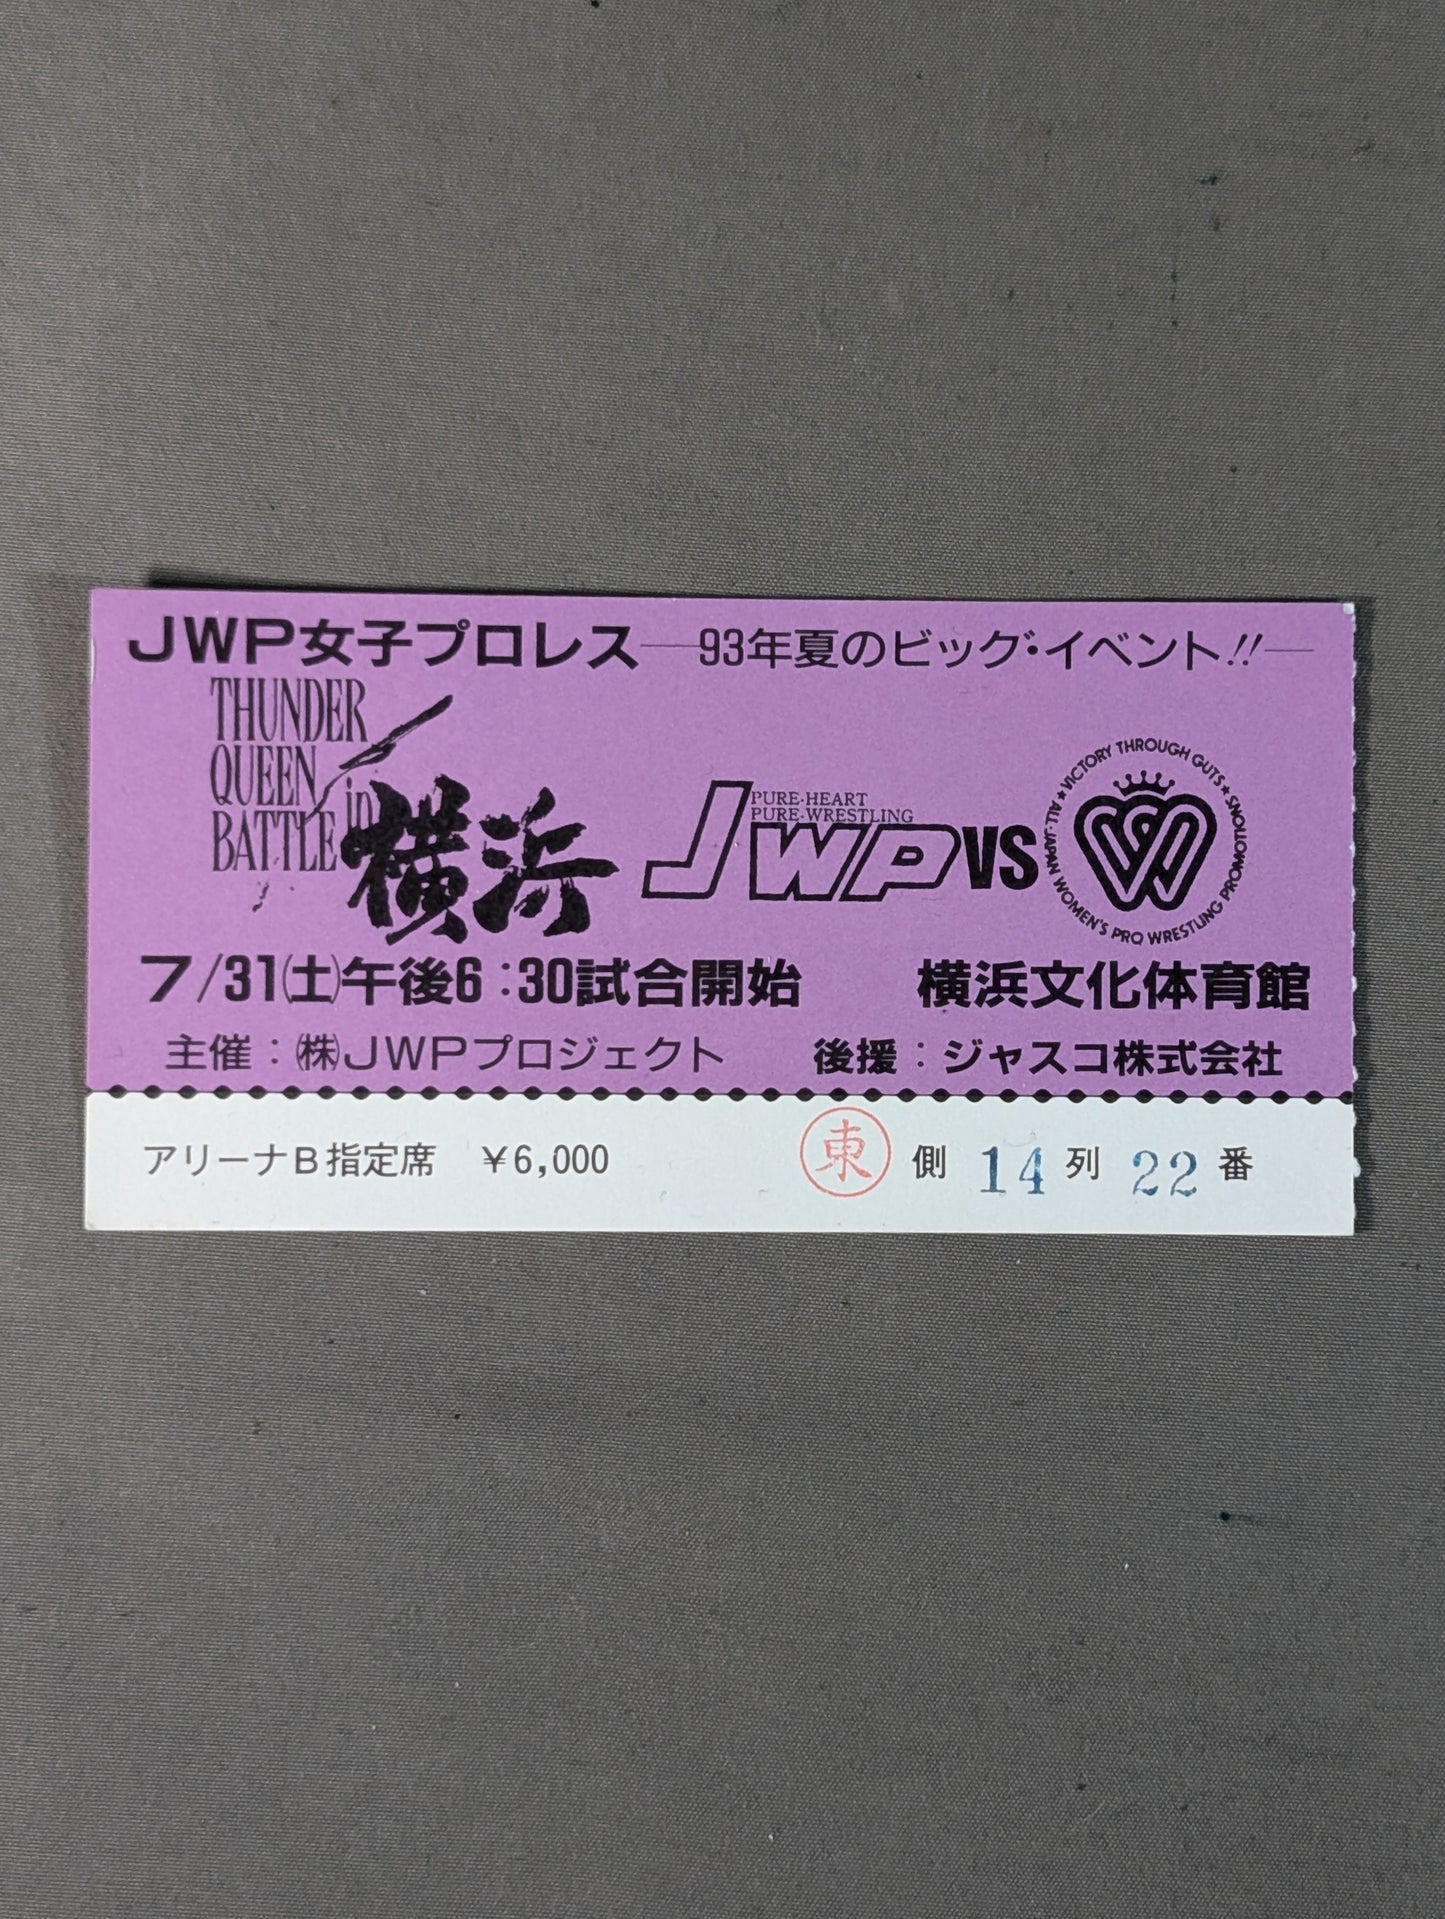 JWP女子プロレス―93年夏のビッグ・イベント!!―
THUNDER
QUEEN
BATTLE in 横浜
PURE-HEART
PURE-WRESTLING
JWP VS
★VICTORY THROUGH GUTS★ALL-JAPAN WOMEN'S PRO WRESTLING PROMOTIONS
7/31(土)午後6:30試合開始 横浜文化体育館
主催:㈱JWPプロジェクト 後援:ジャスコ株式会社
アリーナB指定席 ¥6,000 東 側 14 列 22 番